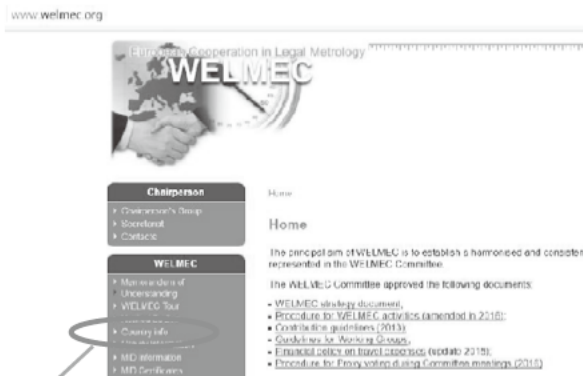 www.welmec.org
European Cooperation in Legal Metrology
WELMEC
Chairperson
Chairperson's Group
Secretariat
Contacts
WELMEC
Memorandum of
Understanding
WELMEC Tour
Country info
MID Information
MID Certificates
Home
Home
The principal aim of WELMEC is to establish a harmonised and consisten
represented in the WELMEC Committee.
The WELMEC Committee approved the following documents:
WELMEC strategy document,
Procedure for WELMEC activities (amended in 2016);
Contribution guidelines (2013)
Guidelines for Working Groups,
Financial policy on travel expenses (update 2015);
Procedure for Proxy voting during Committee meetings (2016)